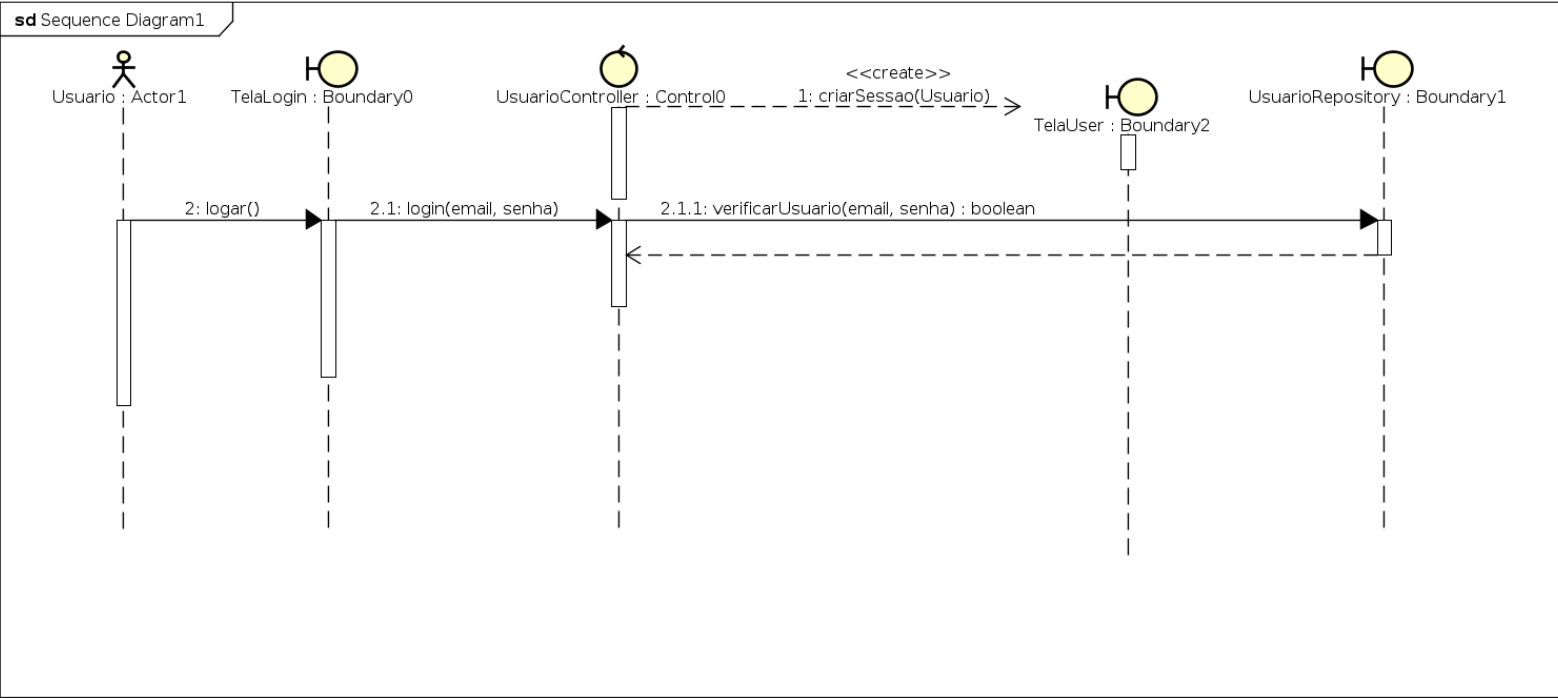 sd Sequence Diagram1
Usuario : Actor1
TelaLogin : Boundary0
UsuarioController : Control0
<<create>>
1: criarSessao(Usuario)
TelaUser : Boundary2
UsuarioRepository : Boundary1
2: logar()
2.1: login(email, senha)
2.1.1: verificarUsuario(email, senha) : boolean